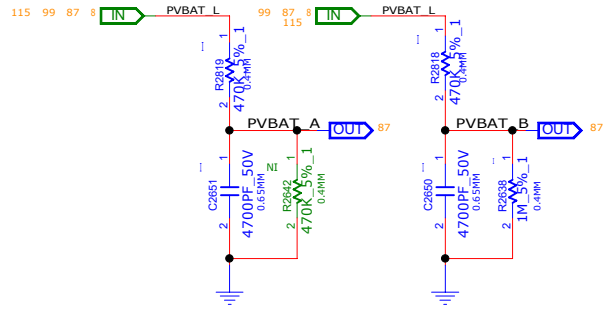 115 99 87 8 IN PVBAT_L
99 87 8 IN PVBAT_L
115
I 1 R2819 470K_5%_1 0.4MM 2
I 1 R2818 470K_5%_1 0.4MM 2
PVBAT_A OUT 87
PVBAT_B OUT 87
I 1 C2651 4700PF_50V 0.65MM 2
NI 1 R2642 470K_5%_1 0.4MM 2
I 1 C2650 4700PF_50V 0.65MM 2
I 1 R2638 1M_5%_1 0.4MM 2